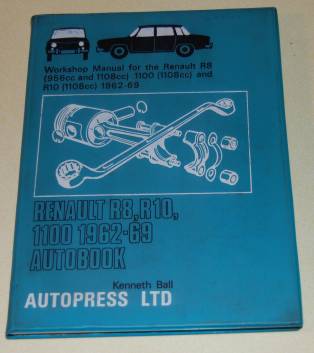 Workshop Manual for the Renault R8
(956cc and 1108cc) 1100 (1108cc) and
R10 (1108cc) 1962-69
RENAULT R8, R10,
1100 1962-69
AUTOBOOK
Kenneth Ball
AUTOPRESS LTD